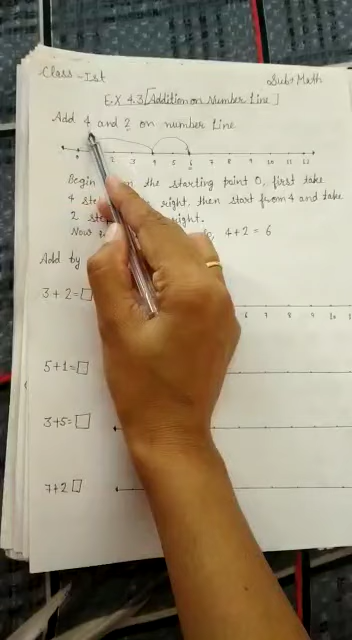 Class - Ist
Sub: Math
EX 4.3 [Addition on Number Line]
Add 4 and 2 on number line
2 3 4 5 6 7 8 9 10 11 12
Begin the starting point 0, first take
4 right, then start from 4 and take
2 right.
Now 4+2 = 6
Add by
3+2=
6 7 8 9 10 11
5+1=
3+5=
7+2